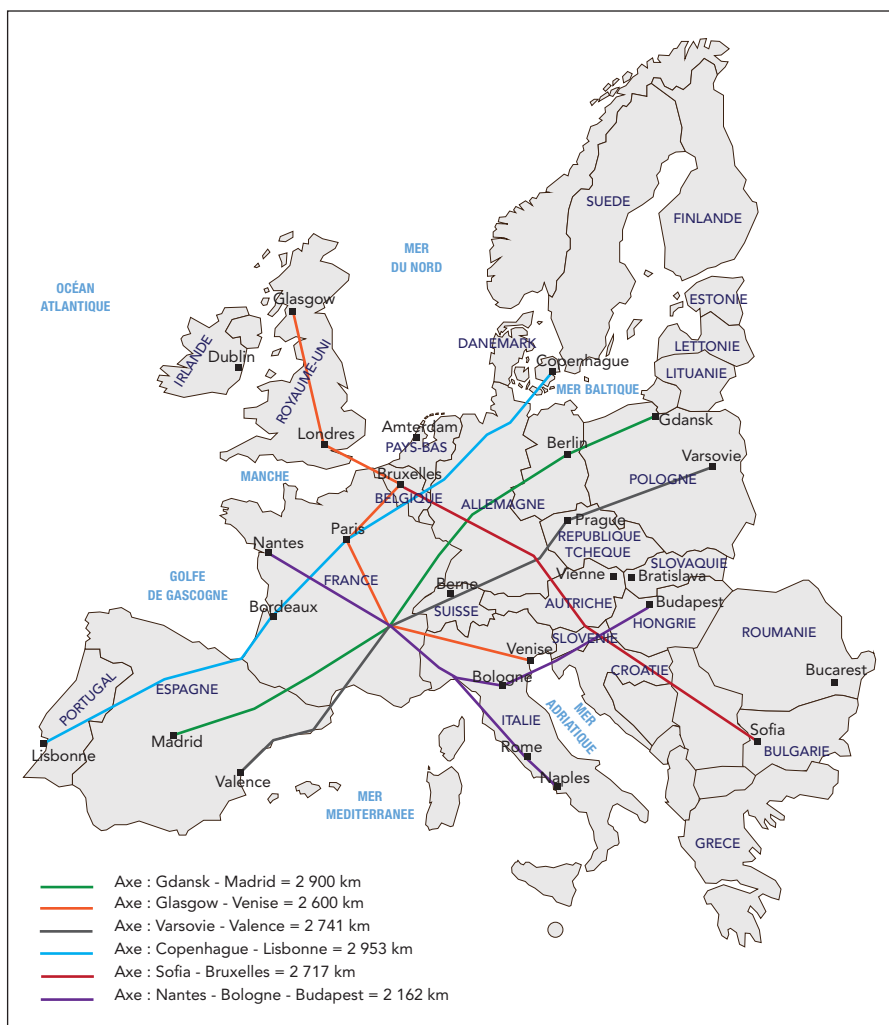 SUEDE
FINLANDE
MER
DU NORD
OCÉAN
ATLANTIQUE
Glasgow
ESTONIE
DANEMARK
LETTONIE
Dublin
IRLANDE
Copenhague
LITUANIE
ROYAUME-UNI
MER BALTIQUE
Gdansk
Amterdam
Londres
PAYS-BAS
Berlin
Varsovie
MANCHE
Bruxelles
BELGIQUE
POLOGNE
ALLEMAGNE
Paris
Prague
Nantes
REPUBLIQUE
TCHEQUE
SLOVAQUIE
GOLFE
DE GASCOGNE
FRANCE
Berne
Vienne
Bratislava
SUISSE
AUTRICHE
Bordeaux
Budapest
HONGRIE
SLOVENIE
ROUMANIE
Venise
PORTUGAL
ESPAGNE
Bologne
CROATIE
Bucarest
MER
ADRIATIQUE
ITALIE
Lisbonne
Madrid
Rome
Sofia
BULGARIE
Valence
Naples
MER
MEDITERRANEE
GRECE
Axe : Gdansk - Madrid = 2 900 km
Axe : Glasgow - Venise = 2 600 km
Axe : Varsovie - Valence = 2 741 km
Axe : Copenhague - Lisbonne = 2 953 km
Axe : Sofia - Bruxelles = 2 717 km
Axe : Nantes - Bologne - Budapest = 2 162 km